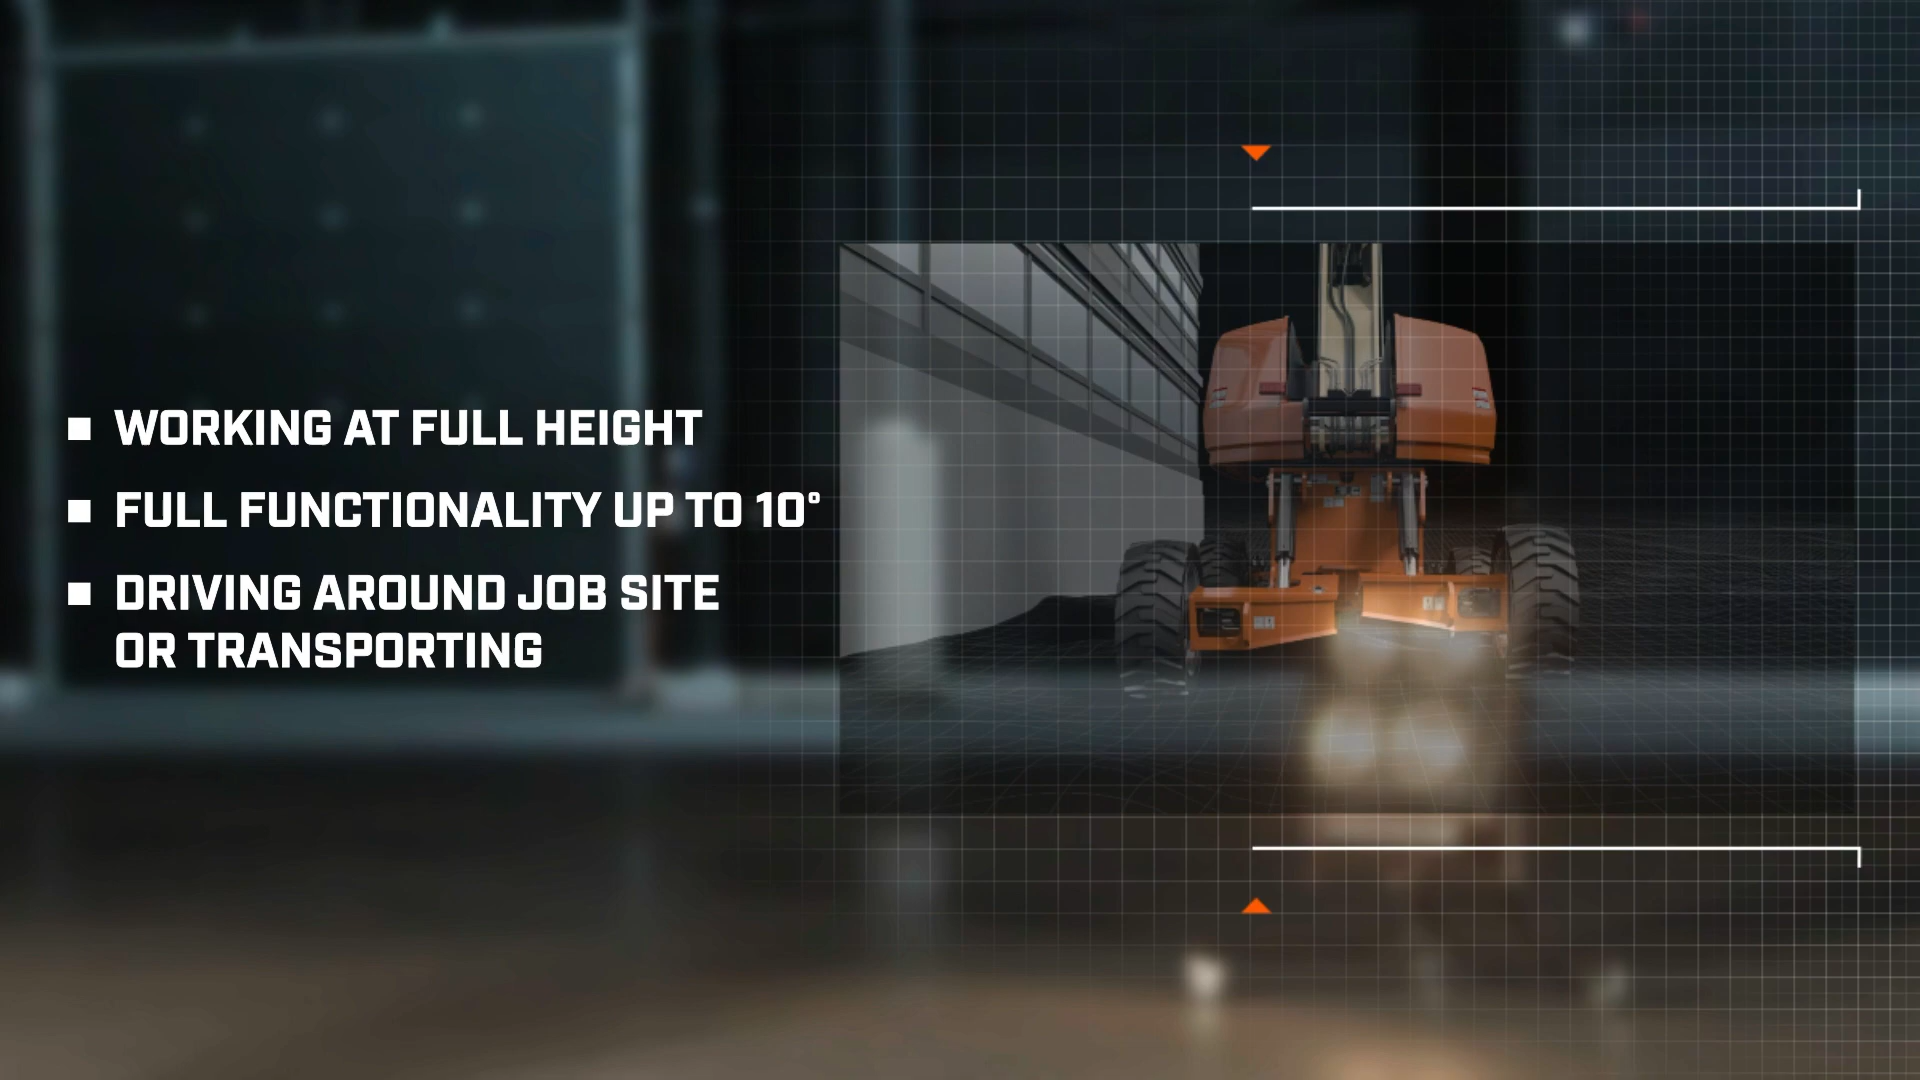 WORKING AT FULL HEIGHT
FULL FUNCTIONALITY UP TO 10°
DRIVING AROUND JOB SITE
OR TRANSPORTING